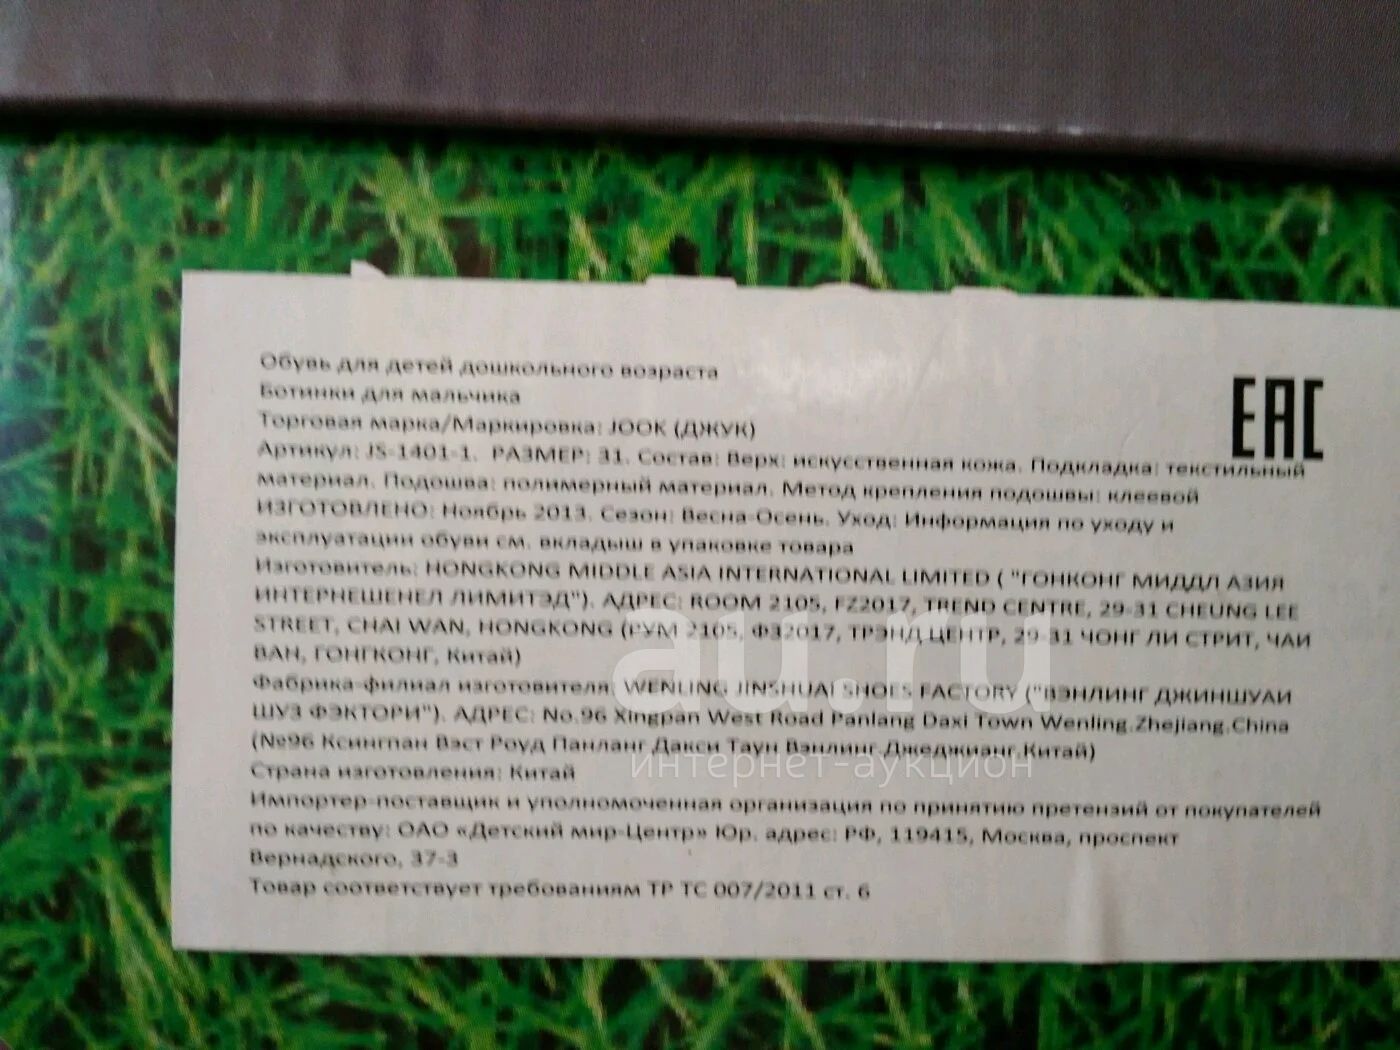 Обувь для детей дошкольного возраста
Ботинки для мальчика
Торговая марка/Маркировка: JOOK (ДЖУК)
Артикул: JS-1401-1. РАЗМЕР: 31. Состав: Верх: искусственная кожа. Подкладка: текстильный
материал. Подошва: полимерный материал. Метод крепления подошвы: клеевой
ИЗГОТОВЛЕНО: Ноябрь 2013. Сезон: Весна-Осень. Уход: Информация по уходу и
эксплуатации обуви см. вкладыш в упаковке товара
Изготовитель: HONGKONG MIDDLE ASIA INTERNATIONAL LIMITED ( "ГОНКОНГ МИДДЛ АЗИЯ
ИНТЕРНЕШЕНЕЛ ЛИМИТЭД"). АДРЕС: ROOM 2105, FZ2017, TREND CENTRE, 29-31 CHEUNG LEE
STREET, CHAI WAN, HONGKONG (РУМ 2105, ФЗ2017, ТРЭНД ЦЕНТР, 29-31 ЧОНГ ЛИ СТРИТ, ЧАИ
ВАН, ГОНГКОНГ, Китай)
Фабрика-филиал изготовителя: WENLING JINSHUAI SHOES FACTORY ("ВЭНЛИНГ ДЖИНШУАИ
ШУЗ ФЭКТОРИ"). АДРЕС: No.96 Xingpan West Road Panlang Daxi Town Wenling.Zhejiang.China
(№96 Ксингпан Вэст Роуд Панланг Дакси Таун Вэнлинг.Джеджианг.Китай)
Страна изготовления: Китай
Импортер-поставщик и уполномоченная организация по принятию претензий от покупателей
по качеству: ОАО «Детский мир-Центр» Юр. адрес: РФ, 119415, Москва, проспект
Вернадского, 37-3
Товар соответствует требованиям ТР ТС 007/2011 ст. 6
EAC
au.ru
интернет-аукцион